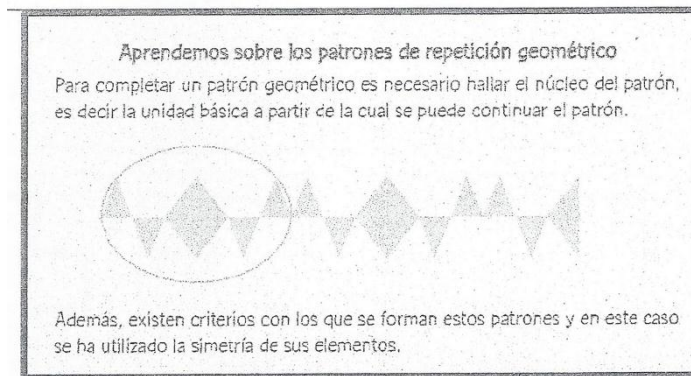 Aprendemos sobre los patrones de repetición geométrico
Para completar un patrón geométrico es necesario hallar el núcleo del patrón,
es decir la unidad básica a partir de la cual se puede continuar el patrón.
Además, existen criterios con los que se forman estos patrones y en este caso
se ha utilizado la simetría de sus elementos.